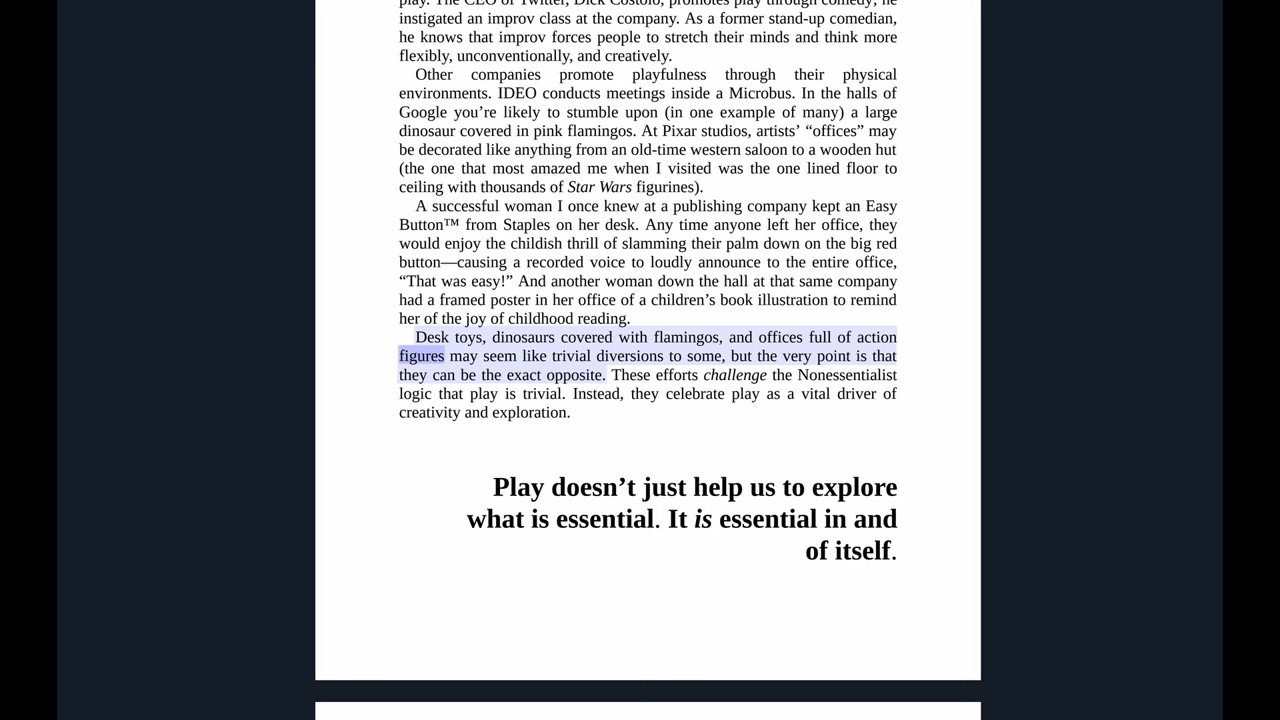 play. The CEO of Twitter, Dick Costolo, promotes play through comedy; he
instigated an improv class at the company. As a former stand-up comedian,
he knows that improv forces people to stretch their minds and think more
flexibly, unconventionally, and creatively.
Other companies promote playfulness through their physical
environments. IDEO conducts meetings inside a Microbus. In the halls of
Google you’re likely to stumble upon (in one example of many) a large
dinosaur covered in pink flamingos. At Pixar studios, artists’ “offices” may
be decorated like anything from an old-time western saloon to a wooden hut
(the one that most amazed me when I visited was the one lined floor to
ceiling with thousands of Star Wars figurines).
A successful woman I once knew at a publishing company kept an Easy
Button™ from Staples on her desk. Any time anyone left her office, they
would enjoy the childish thrill of slamming their palm down on the big red
button—causing a recorded voice to loudly announce to the entire office,
“That was easy!” And another woman down the hall at that same company
had a framed poster in her office of a children’s book illustration to remind
her of the joy of childhood reading.
Desk toys, dinosaurs covered with flamingos, and offices full of action
figures may seem like trivial diversions to some, but the very point is that
they can be the exact opposite. These efforts challenge the Nonessentialist
logic that play is trivial. Instead, they celebrate play as a vital driver of
creativity and exploration.
Play doesn’t just help us to explore
what is essential. It is essential in and
of itself.